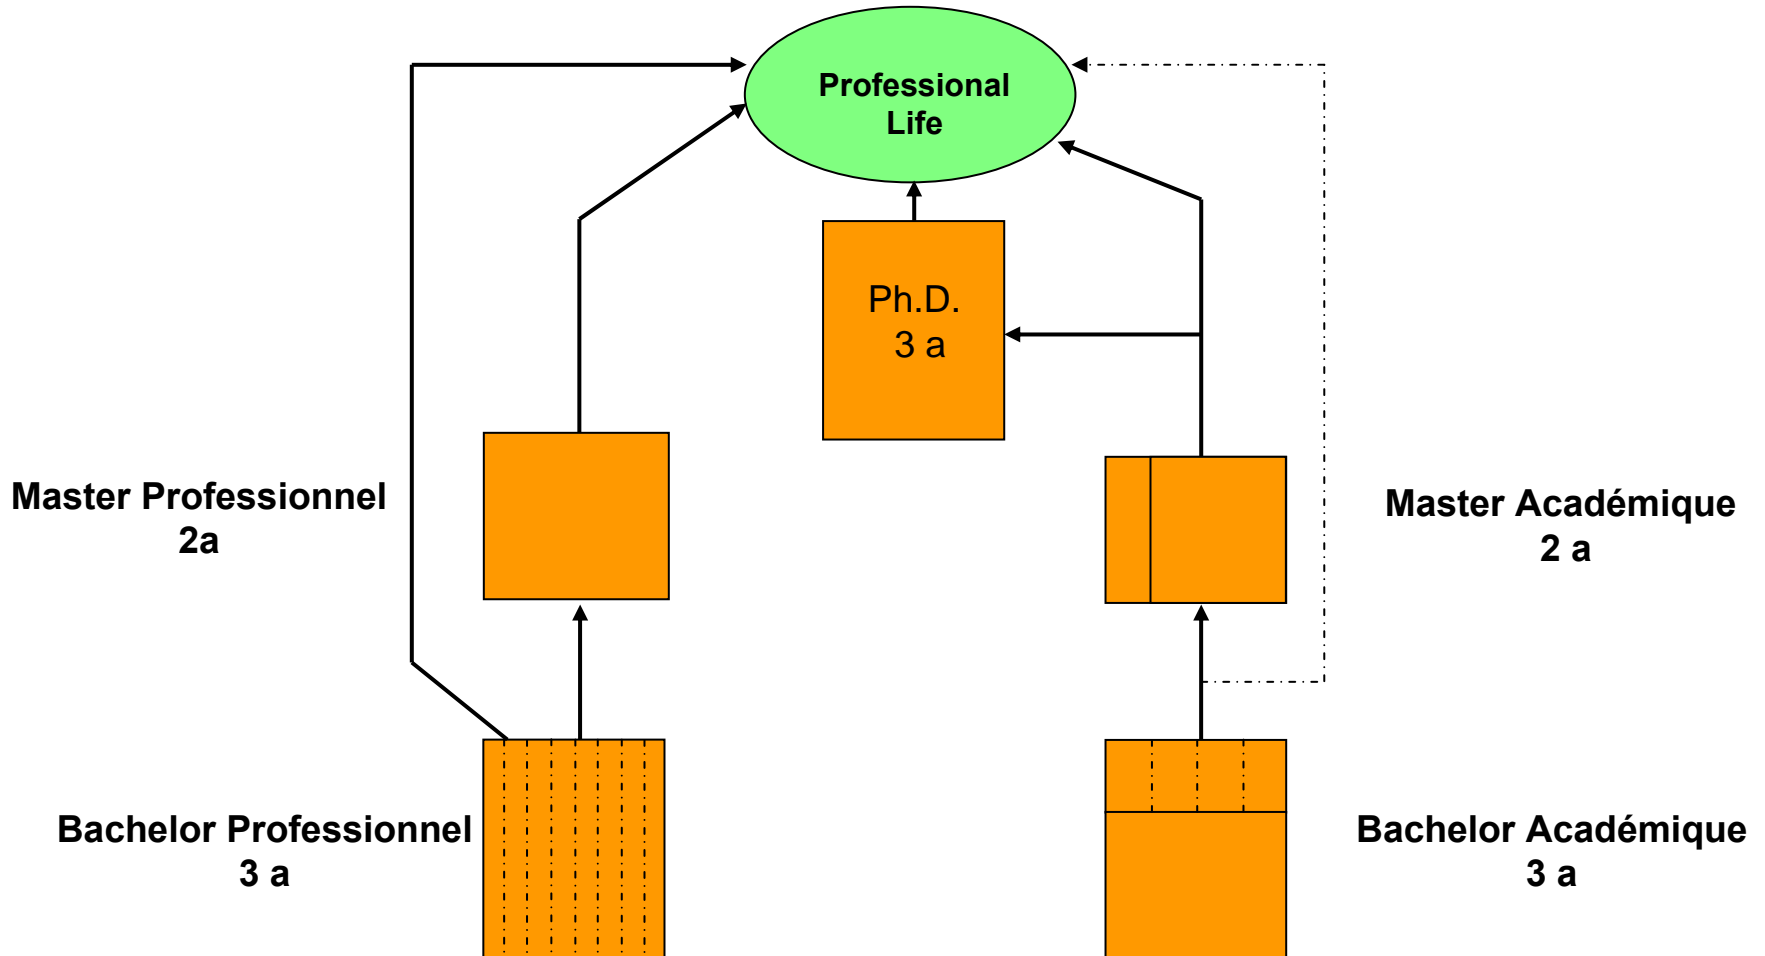 Professional
Life
Ph.D.
3 a
Master Professionnel
2a
Master Académique
2 a
Bachelor Professionnel
3 a
Bachelor Académique
3 a